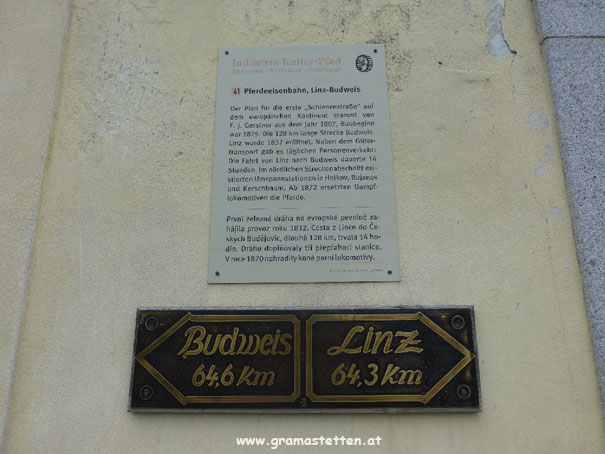 Industrie-Kultur-Pfad
41 Pferdeeisenbahn, Linz-Budweis
Der Plan für die erste „Schienenstraße" auf
dem europäischen Kontinent stammt von
F. J. Gerstner aus dem Jahr 1807, Baubeginn
war 1825. Die 128 km lange Strecke Budweis-
Linz wurde 1832 eröffnet. Neben dem Güter-
transport gab es täglichen Personenverkehr:
Die Fahrt von Linz nach Budweis dauerte 14
Stunden. Im nördlichen Streckenabschnitt exi-
stierten Umspannstationen in Holkov, Bujanov
und Kerschbaum. Ab 1872 ersetzten Dampf-
lokomotiven die Pferde.
První železná dráha na evropské pevnině za-
hájila provoz roku 1832. Cesta z Lince do Če-
ských Budějovic, dlouhá 128 km, trvala 14 ho-
din. Dráhu doplňovaly tři přepřahací stanice.
V roce 1870 nahradily koně parní lokomotivy.
Budweis
64,6 Km
Linz
64,3 Km
www.gramastetten.at